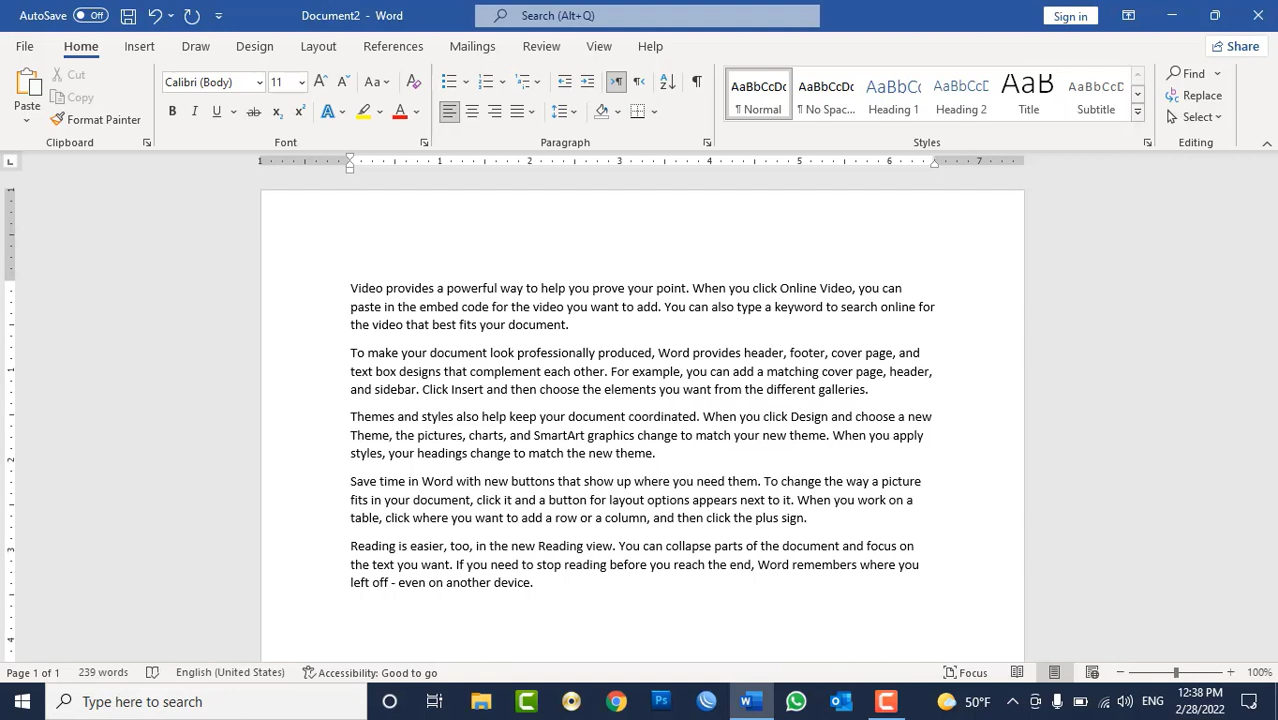 AutoSave Off Document2 - Word Search (Alt+Q) Sign in
File Home Insert Draw Design Layout References Mailings Review View Help Share
Paste Cut Copy Format Painter Clipboard
Calibri (Body) 11 Aa A A B I U ab x₂ x² A A Font
Paragraph
AaBbCcDc ¶ Normal AaBbCcDc ¶ No Spac... AaBbCc Heading 1 AaBbCcD Heading 2 AaB Title AaBbCcD Subtitle Styles
Find Replace Select Editing
1 1 2 3 4 5 6 7
Video provides a powerful way to help you prove your point. When you click Online Video, you can
paste in the embed code for the video you want to add. You can also type a keyword to search online for
the video that best fits your document.
To make your document look professionally produced, Word provides header, footer, cover page, and
text box designs that complement each other. For example, you can add a matching cover page, header,
and sidebar. Click Insert and then choose the elements you want from the different galleries.
Themes and styles also help keep your document coordinated. When you click Design and choose a new
Theme, the pictures, charts, and SmartArt graphics change to match your new theme. When you apply
styles, your headings change to match the new theme.
Save time in Word with new buttons that show up where you need them. To change the way a picture
fits in your document, click it and a button for layout options appears next to it. When you work on a
table, click where you want to add a row or a column, and then click the plus sign.
Reading is easier, too, in the new Reading view. You can collapse parts of the document and focus on
the text you want. If you need to stop reading before you reach the end, Word remembers where you
left off - even on another device.
Page 1 of 1 239 words English (United States) Accessibility: Good to go Focus 100%
Type here to search 50°F ENG 12:38 PM
2/28/2022